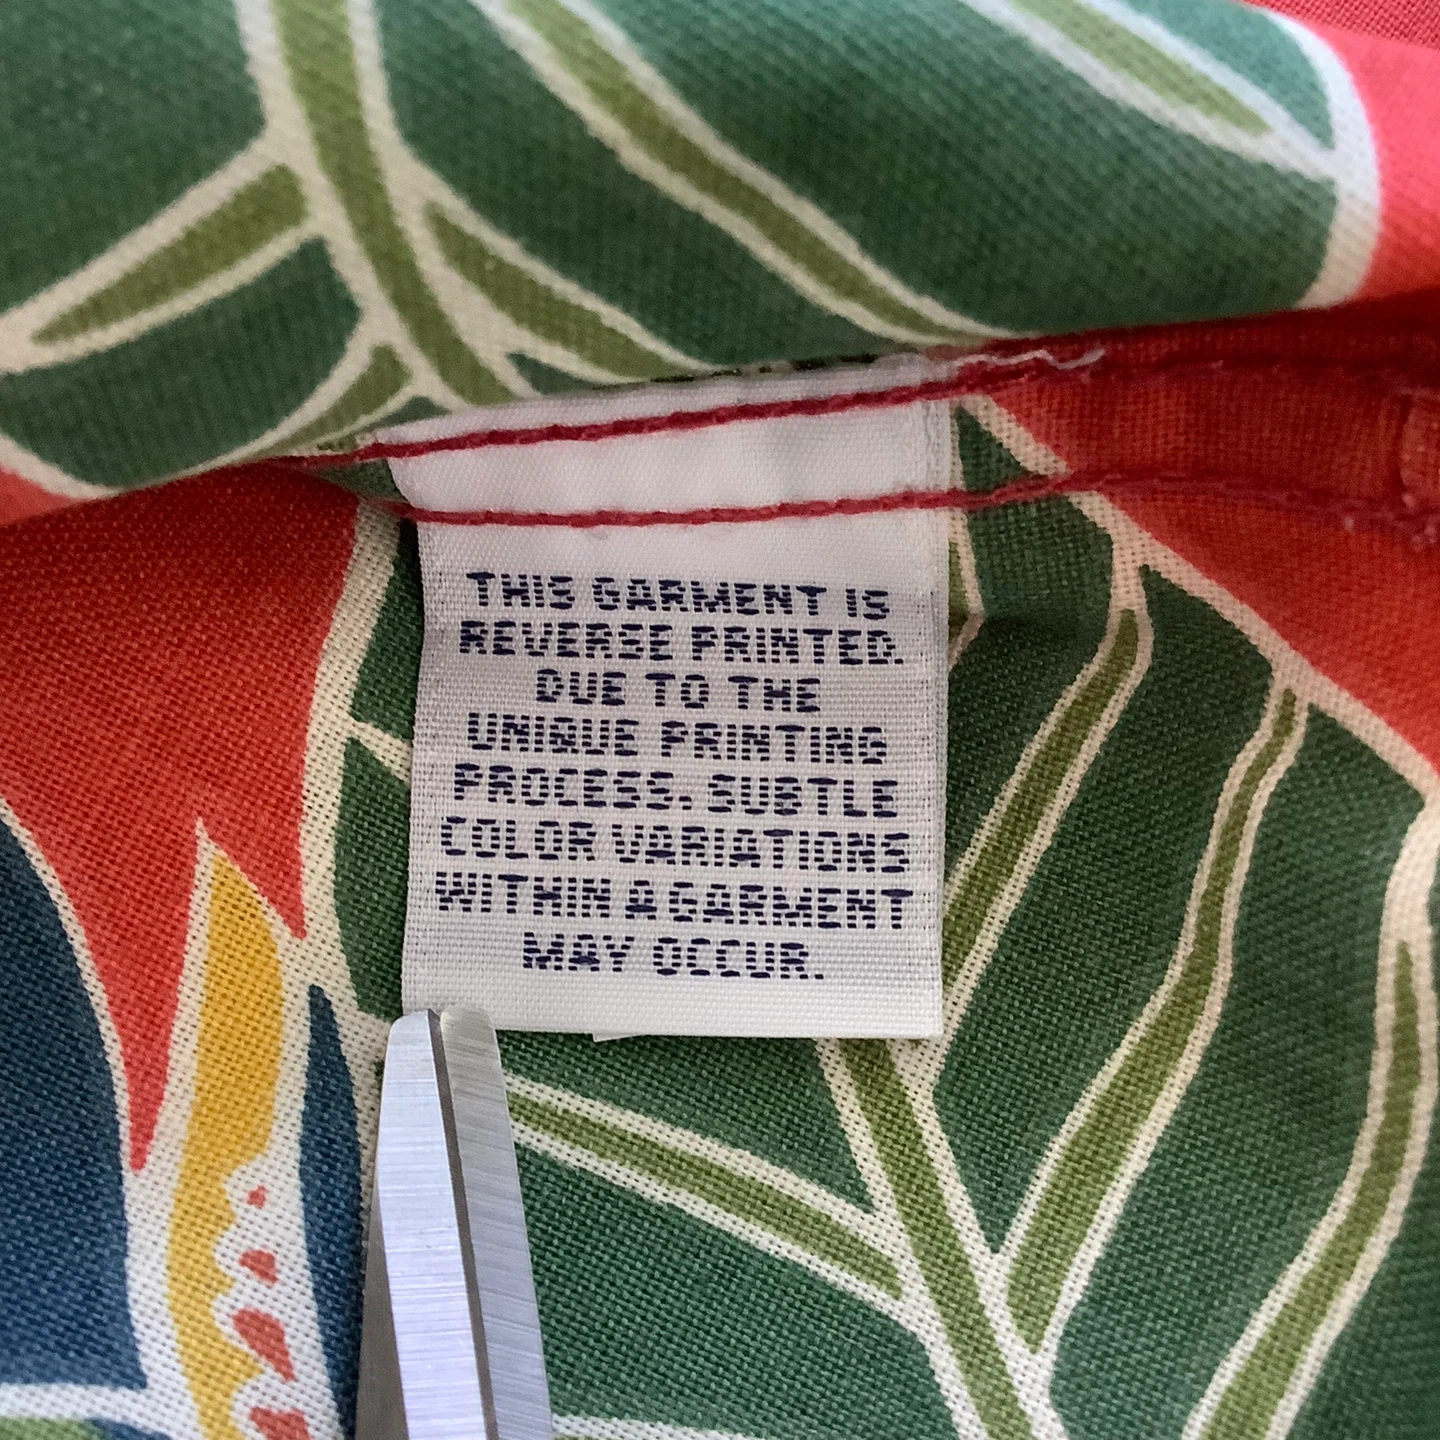 THIS GARMENT IS
REVERSE PRINTED.
DUE TO THE
UNIQUE PRINTING
PROCESS. SUBTLE
COLOR VARIATIONS
WITHIN A GARMENT
MAY OCCUR.